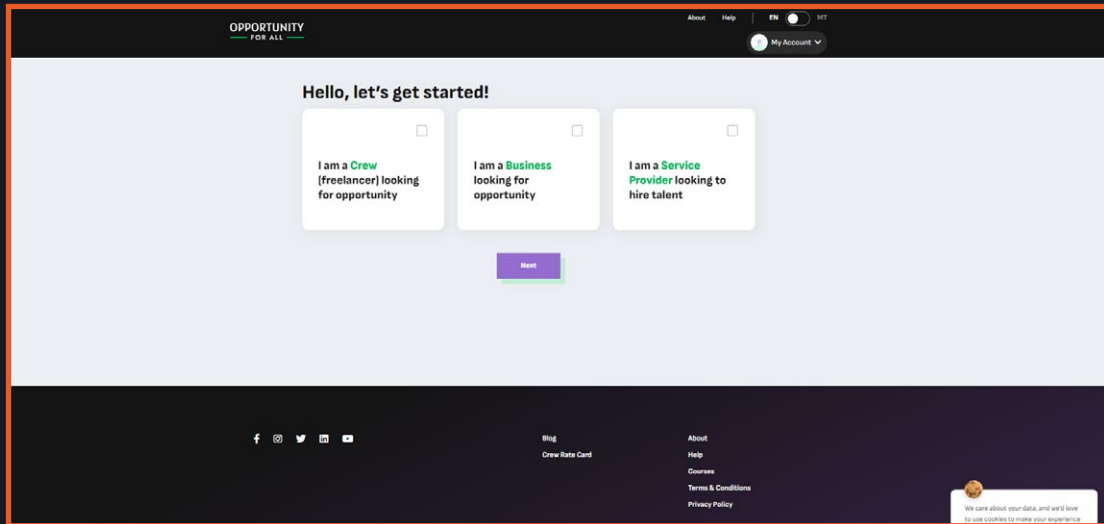 OPPORTUNITY
FOR ALL
About Help EN MT
My Account
Hello, let's get started!
I am a Crew
(freelancer) looking
for opportunity
I am a Business
looking for
opportunity
I am a Service
Provider looking to
hire talent
Next
Blog
Crew Rate Card
About
Help
Courses
Terms & Conditions
Privacy Policy
We care about your data, and we'd love
to use cookies to make your experience